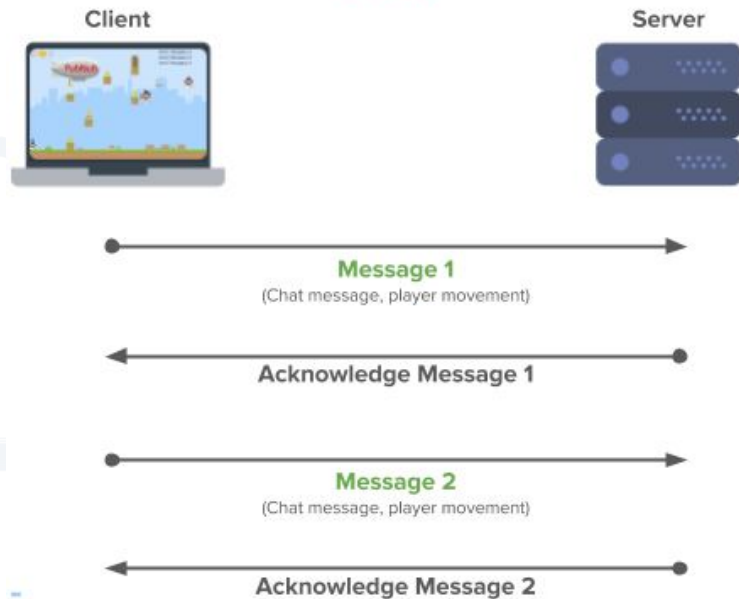 Client
Server
PubNub
Message 1
(Chat message, player movement)
Acknowledge Message 1
Message 2
(Chat message, player movement)
Acknowledge Message 2